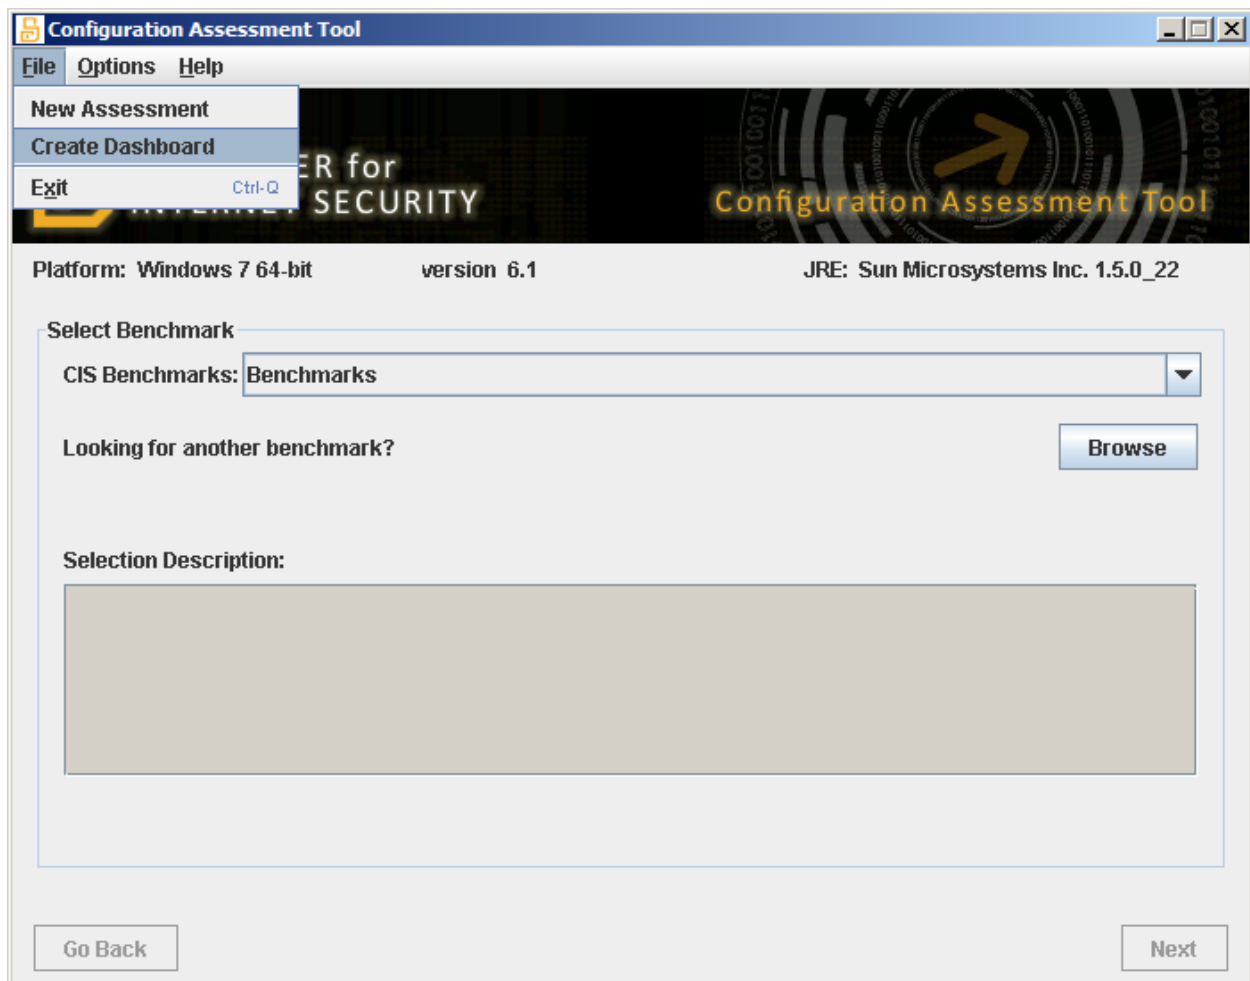 Configuration Assessment Tool
File Options Help
New Assessment
Create Dashboard
Exit Ctrl-Q
ER for
INTERNET SECURITY
Configuration Assessment Tool
Platform: Windows 7 64-bit version 6.1 JRE: Sun Microsystems Inc. 1.5.0_22
Select Benchmark
CIS Benchmarks: Benchmarks
Looking for another benchmark? Browse
Selection Description:
Go Back Next